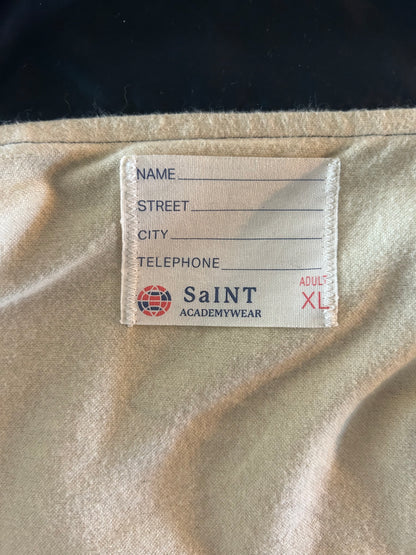 NAME
STREET
CITY
TELEPHONE
ADULT
XL
SaINT
ACADEMYWEAR